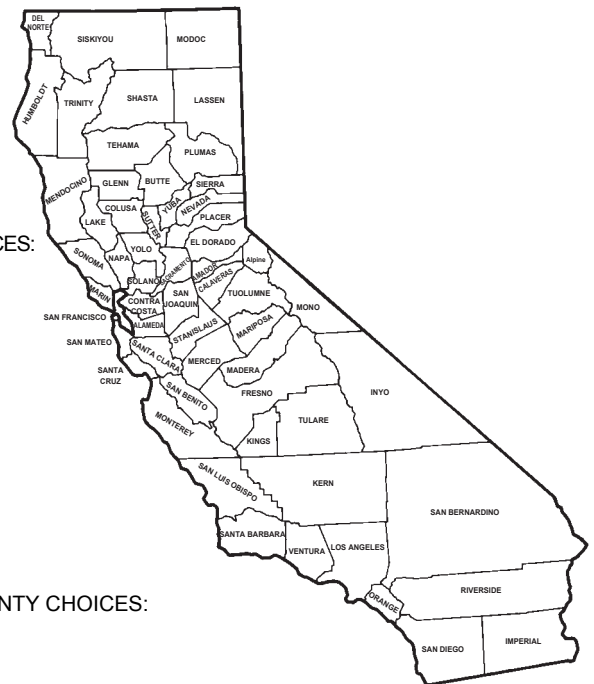 DEL NORTE
SISKIYOU
MODOC
HUMBOLDT
TRINITY
SHASTA
LASSEN
TEHAMA
PLUMAS
MENDOCINO
GLENN
BUTTE
SIERRA
YUBA
NEVADA
COLUSA
SUTTER
PLACER
LAKE
CES:
YOLO
EL DORADO
SONOMA
NAPA
SACRAMENTO
AMADOR
Alpine
SOLANO
CALAVERAS
MARIN
CONTRA COSTA
SAN JOAQUIN
TUOLUMNE
MONO
SAN FRANCISCO
ALAMEDA
STANISLAUS
MARIPOSA
SAN MATEO
SANTA CLARA
MERCED
SANTA CRUZ
MADERA
SAN BENITO
FRESNO
INYO
MONTEREY
KINGS
TULARE
SAN LUIS OBISPO
KERN
SAN BERNARDINO
SANTA BARBARA
VENTURA
LOS ANGELES
NTY CHOICES:
ORANGE
RIVERSIDE
SAN DIEGO
IMPERIAL